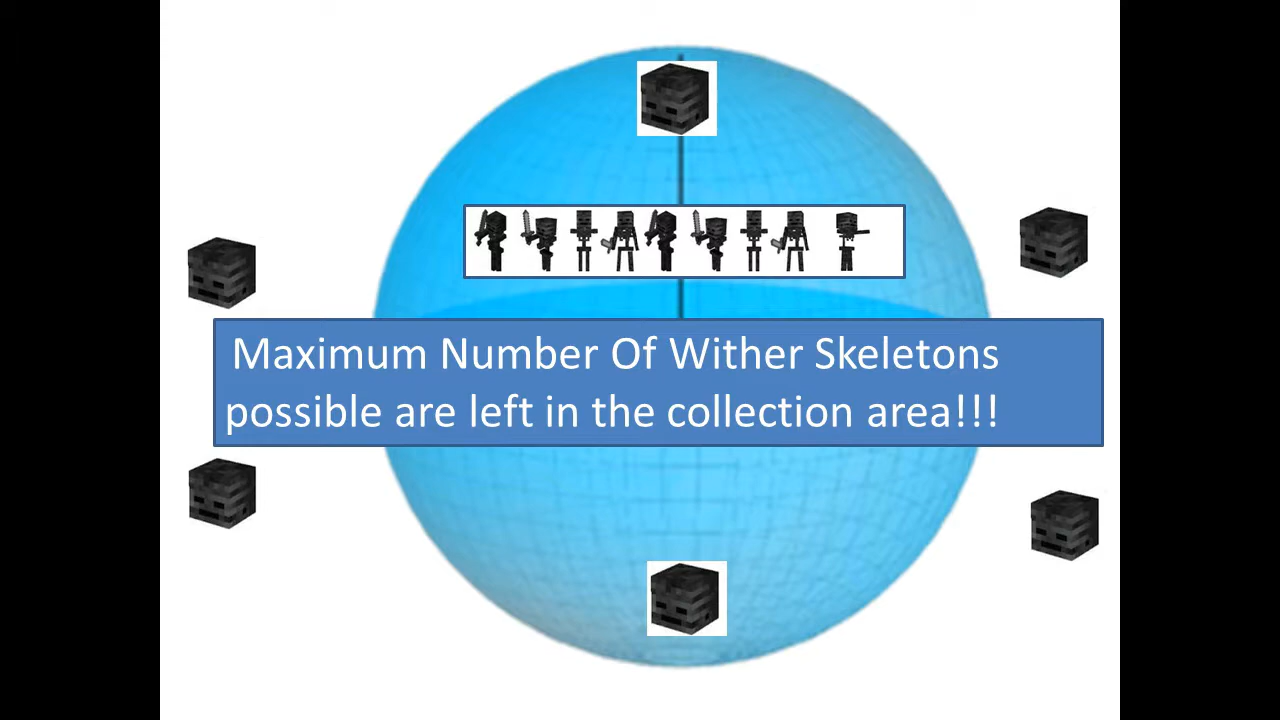 Maximum Number Of Wither Skeletons
possible are left in the collection area!!!